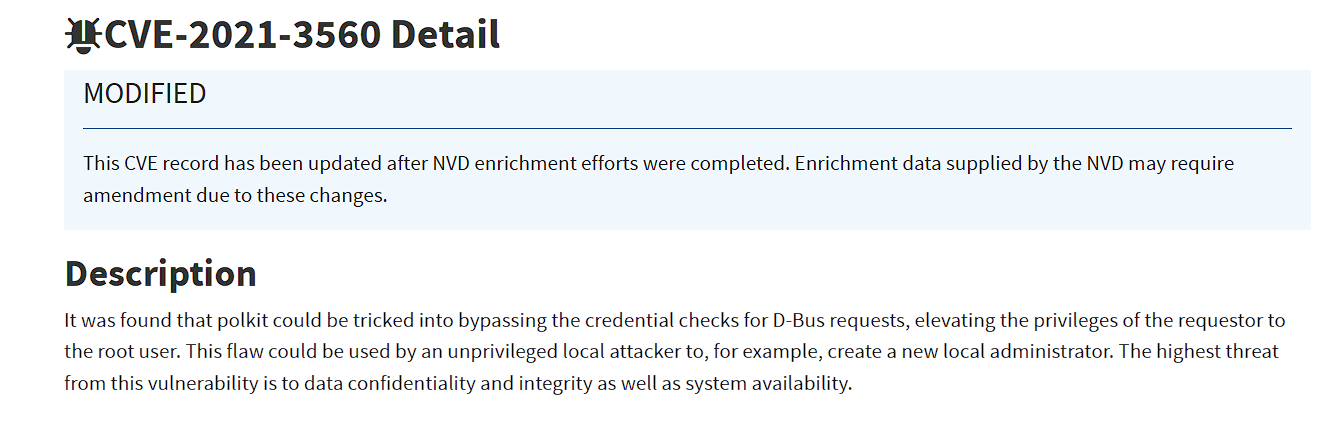 CVE-2021-3560 Detail
MODIFIED
This CVE record has been updated after NVD enrichment efforts were completed. Enrichment data supplied by the NVD may require
amendment due to these changes.
Description
It was found that polkit could be tricked into bypassing the credential checks for D-Bus requests, elevating the privileges of the requestor to
the root user. This flaw could be used by an unprivileged local attacker to, for example, create a new local administrator. The highest threat
from this vulnerability is to data confidentiality and integrity as well as system availability.